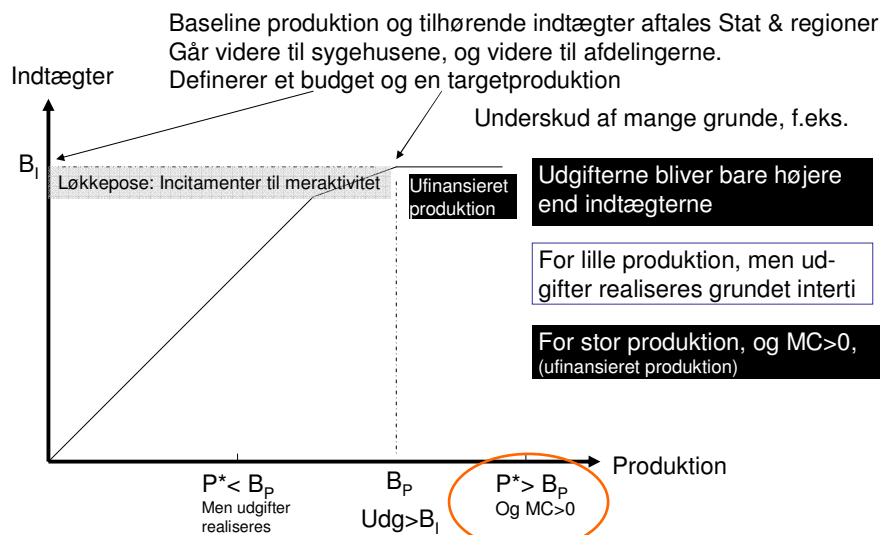 Baseline produktion og tilhørende indtægter aftales Stat & regioner
Går videre til sygehusene, og videre til afdelingerne.
Definerer et budget og en targetproduktion
Indtægter
Underskud af mange grunde, f.eks.
BI
Løkkepose: Incitamenter til meraktivitet
Ufinansieret
produktion
Udgifterne bliver bare højere
end indtægterne
For lille produktion, men ud-
gifter realiseres grundet interti
For stor produktion, og MC>0,
(ufinansieret produktion)
Produktion
P*< BP
Men udgifter
realiseres
BP
Udg>BI
P*> BP
Og MC>0